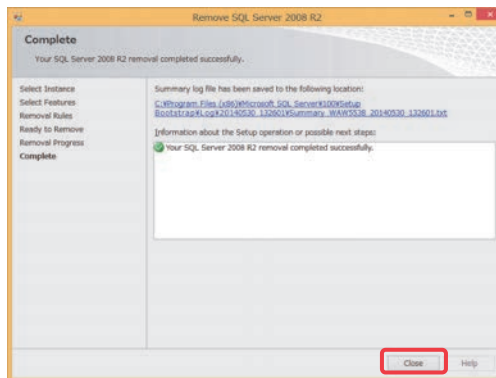 Remove SQL Server 2008 R2
Complete
Your SQL Server 2008 R2 removal completed successfully.
Select Instance
Select Features
Removal Rules
Ready to Remove
Removal Progress
Complete
Summary log file has been saved to the following location:
C:¥Program Files (x86)¥Microsoft SQL Server¥100¥Setup
Bootstrap¥Log¥20140530_132601¥Summary_WAW5538_20140530_132601.txt
Information about the Setup operation or possible next steps:
Your SQL Server 2008 R2 removal completed successfully.
Close
Help